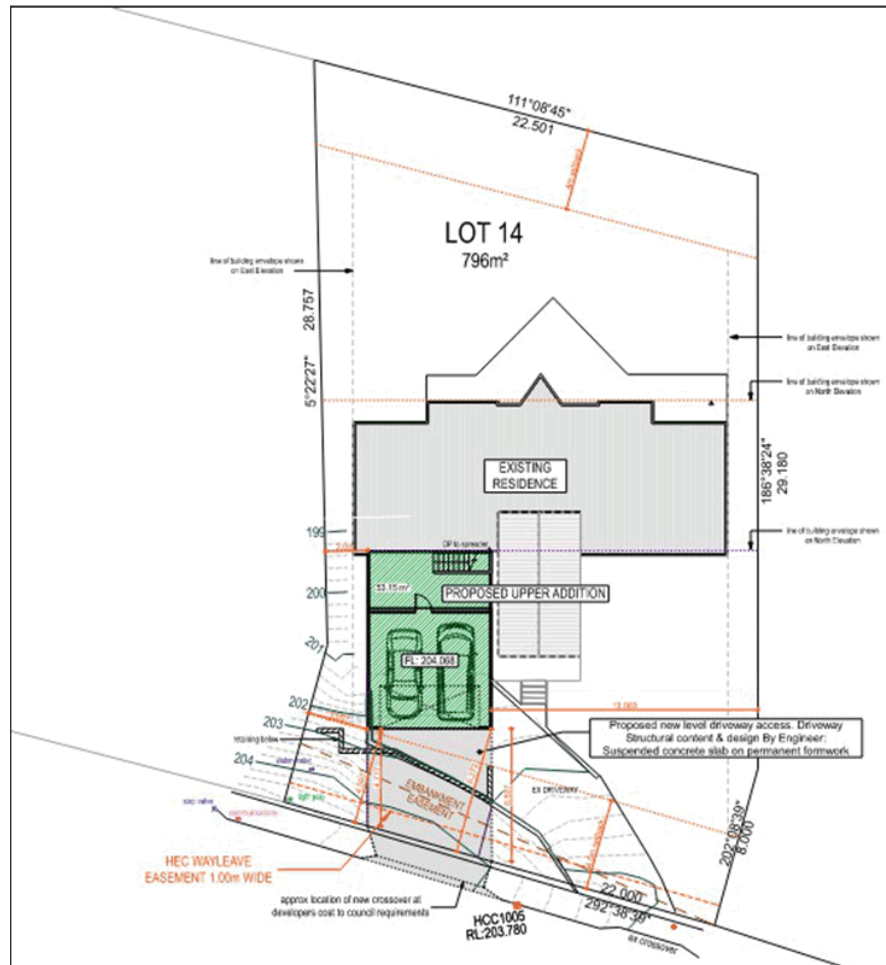 111°08'45"
22.501
LOT 14
796m²
line of building envelope shown
on East Elevation
28.757
5°22'27"
line of building envelope shown
on East Elevation
line of building envelope shown
on North Elevation
EXISTING
RESIDENCE
186°38'24"
29.180
199
DP to spreader
line of building envelope shown
on North Elevation
200
53.15 m²
PROPOSED UPPER ADDITION
201
FL: 204.068
202
203
retaining below
204
Proposed new level driveway access. Driveway
Structural content & design By Engineer:
Suspended concrete slab on permanent formwork
EMBANKMENT
EASEMENT
EX DRIVEWAY
202°08'39"
8.000
HEC WAYLEAVE
EASEMENT 1.00m WIDE
22.000
292°38'39"
approx location of new crossover at
developers cost to council requirements
HCC1005
RL:203.780
ex crossover